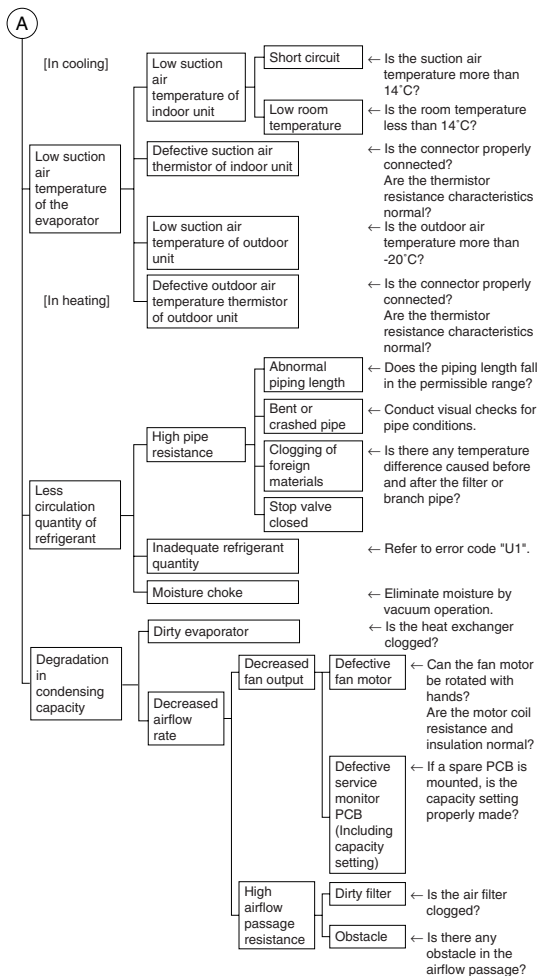 A
[In cooling]
Low suction
air
temperature of
indoor unit
Short circuit
← Is the suction air
temperature more than
14˚C?
Low room
temperature
← Is the room temperature
less than 14˚C?
Low suction
air
temperature
of the
evaporator
Defective suction air
thermistor of indoor unit
← Is the connector properly
connected?
Are the thermistor
resistance characteristics
normal?
Low suction air
temperature of outdoor
unit
← Is the outdoor air
temperature more than
-20˚C?
[In heating]
Defective outdoor air
temperature thermistor
of outdoor unit
← Is the connector properly
connected?
Are the thermistor
resistance characteristics
normal?
Less
circulation
quantity of
refrigerant
High pipe
resistance
Abnormal
piping length
← Does the piping length fall
in the permissible range?
Bent or
crashed pipe
← Conduct visual checks for
pipe conditions.
Clogging of
foreign
materials
← Is there any temperature
difference caused before
and after the filter or
branch pipe?
Stop valve
closed
Inadequate refrigerant
quantity
← Refer to error code "U1".
Moisture choke
← Eliminate moisture by
vacuum operation.
Degradation
in
condensing
capacity
Dirty evaporator
← Is the heat exchanger
clogged?
Decreased
airflow
rate
Decreased
fan output
Defective
fan motor
← Can the fan motor
be rotated with
hands?
Are the motor coil
resistance and
insulation normal?
Defective
service
monitor
PCB
(Including
capacity
setting)
← If a spare PCB is
mounted, is the
capacity setting
properly made?
High
airflow
passage
resistance
Dirty filter
← Is the air filter
clogged?
Obstacle
← Is there any
obstacle in the
airflow passage?